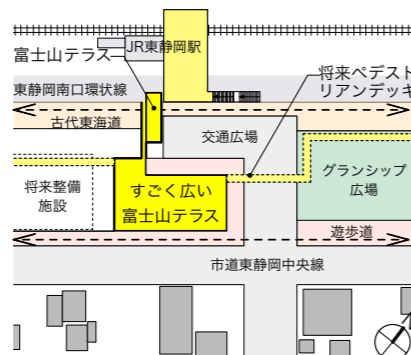 JR東静岡駅
富士山テラス
将来ペデスト
リアンデッキ
東静岡南口環状線
古代東海道
交通広場
グランシップ
広場
将来整備
施設
すごく広い
富士山テラス
遊歩道
市道東静岡中央線